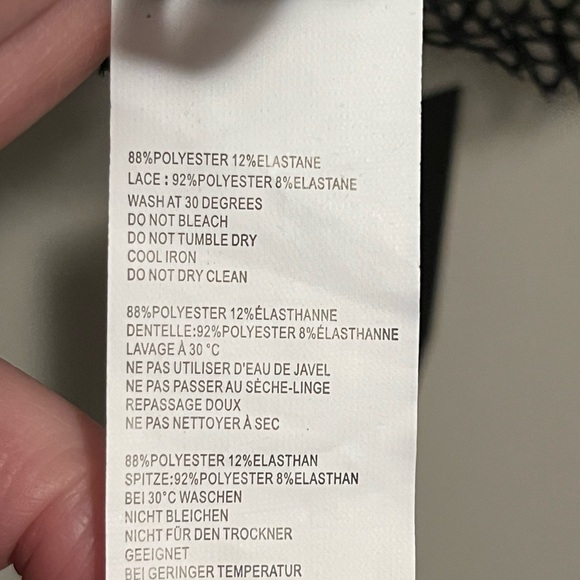 88%POLYESTER 12%ELASTANE
LACE : 92%POLYESTER 8%ELASTANE
WASH AT 30 DEGREES
DO NOT BLEACH
DO NOT TUMBLE DRY
COOL IRON
DO NOT DRY CLEAN
88%POLYESTER 12%ÉLASTHANNE
DENTELLE:92%POLYESTER 8%ÉLASTHANNE
LAVAGE À 30 °C
NE PAS UTILISER D'EAU DE JAVEL
NE PAS PASSER AU SÈCHE-LINGE
REPASSAGE DOUX
NE PAS NETTOYER À SEC
88%POLYESTER 12%ELASTHAN
SPITZE:92%POLYESTER 8%ELASTHAN
BEI 30°C WASCHEN
NICHT BLEICHEN
NICHT FÜR DEN TROCKNER
GEEIGNET
BEI GERINGER TEMPERATUR